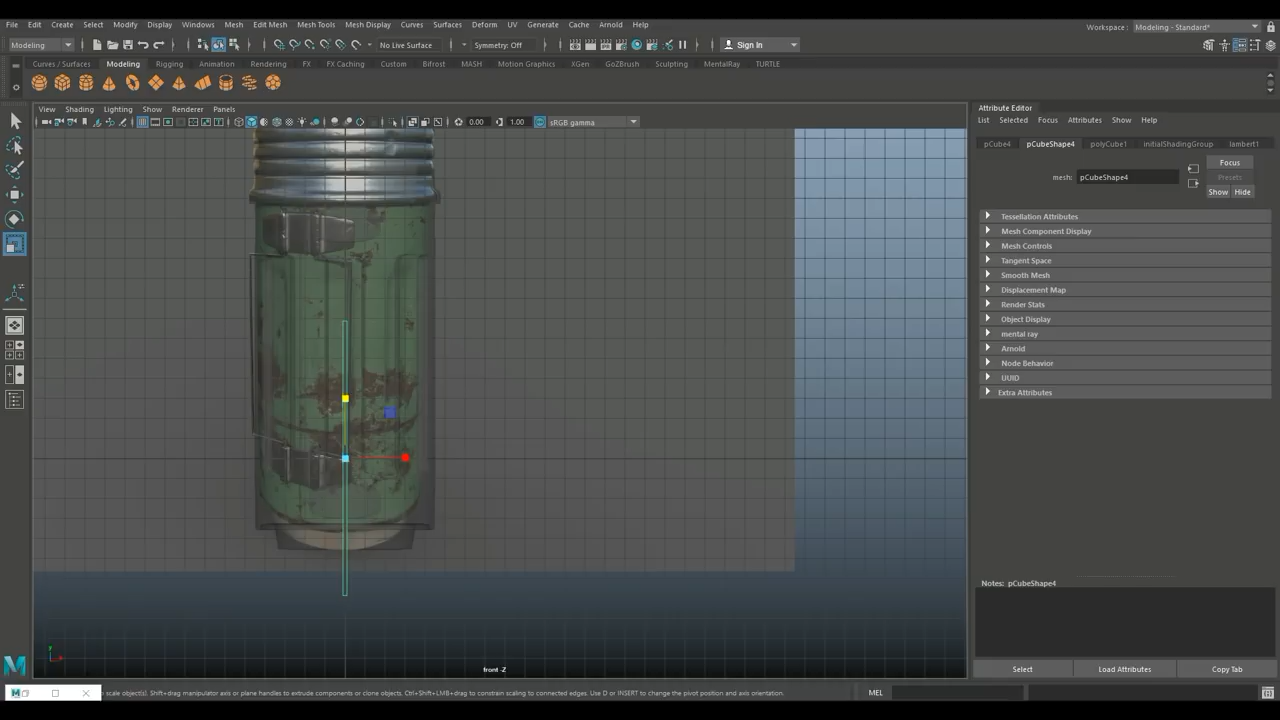 File Edit Create Select Modify Display Windows Mesh Edit Mesh Mesh Tools Mesh Display Curves Surfaces Deform UV Generate Cache Arnold Help
Workspace : Modeling - Standard*
Modeling No Live Surface Symmetry: Off Sign In
Curves / Surfaces Modeling Rigging Animation Rendering FX FX Caching Custom Bifrost MASH Motion Graphics XGen GoZBrush Sculpting MentalRay TURTLE
View Shading Lighting Show Renderer Panels
0.00 1.00 sRGB gamma
Attribute Editor
List Selected Focus Attributes Show Help
pCube4 pCubeShape4 polyCube1 initialShadingGroup lambert1
Focus
mesh: pCubeShape4 Presets
Show Hide
Tessellation Attributes
Mesh Component Display
Mesh Controls
Tangent Space
Smooth Mesh
Displacement Map
Render Stats
Object Display
mental ray
Arnold
Node Behavior
UUID
Extra Attributes
Notes: pCubeShape4
front -Z
Select Load Attributes Copy Tab
scale object(s). Shift+drag manipulator axis or plane handles to extrude components or clone objects. Ctrl+Shift+LMB+drag to constrain scaling to connected edges. Use D or INSERT to change the pivot position and axis orientation.
MEL